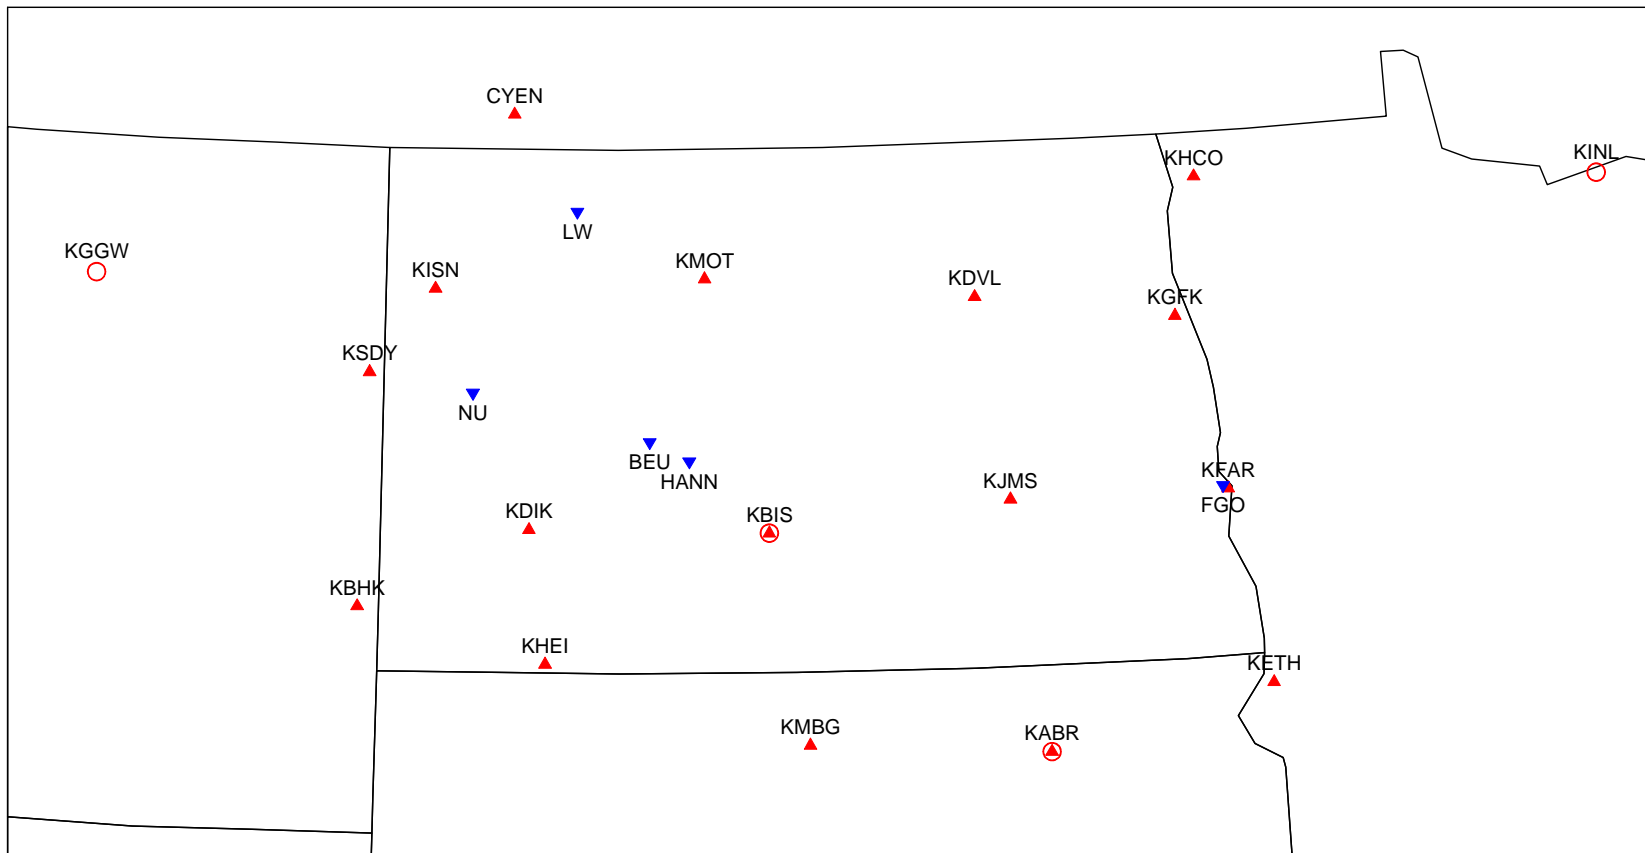 CYEN
KINL
KHCO
LW
KGGW
KMOT
KISN
KDVL
KGFK
KSDY
NU
BEU
HANN
KFAR
KJMS
FGO
KDIK
KBIS
KBHK
KHEI
KETH
KMBG
KABR